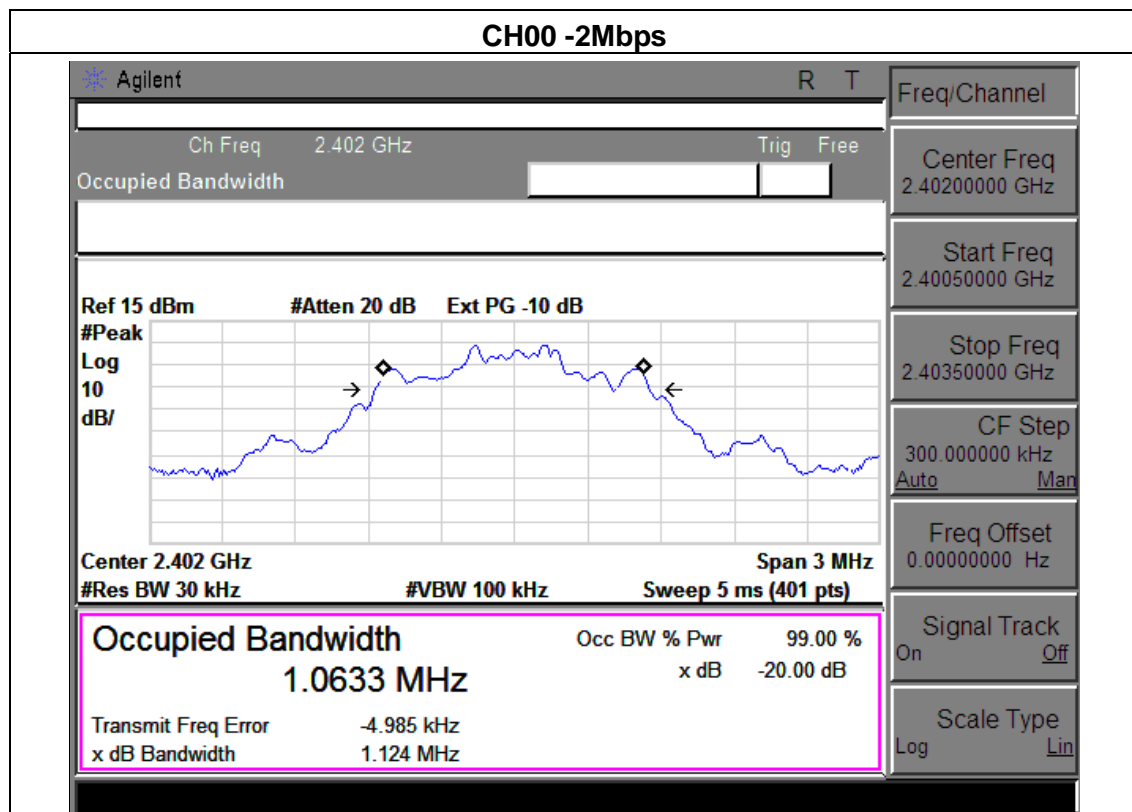 CH00 -2Mbps
Agilent R T
Freq/Channel
Ch Freq 2.402 GHz Trig Free
Occupied Bandwidth
Center Freq
2.40200000 GHz
Start Freq
2.40050000 GHz
Stop Freq
2.40350000 GHz
CF Step
300.000000 kHz
Auto Man
Freq Offset
0.00000000 Hz
Signal Track
On Off
Scale Type
Log Lin
Ref 15 dBm #Atten 20 dB Ext PG -10 dB
#Peak
Log
10
dB/
Center 2.402 GHz Span 3 MHz
#Res BW 30 kHz #VBW 100 kHz Sweep 5 ms (401 pts)
Occupied Bandwidth Occ BW % Pwr 99.00 %
1.0633 MHz x dB -20.00 dB
Transmit Freq Error -4.985 kHz
x dB Bandwidth 1.124 MHz